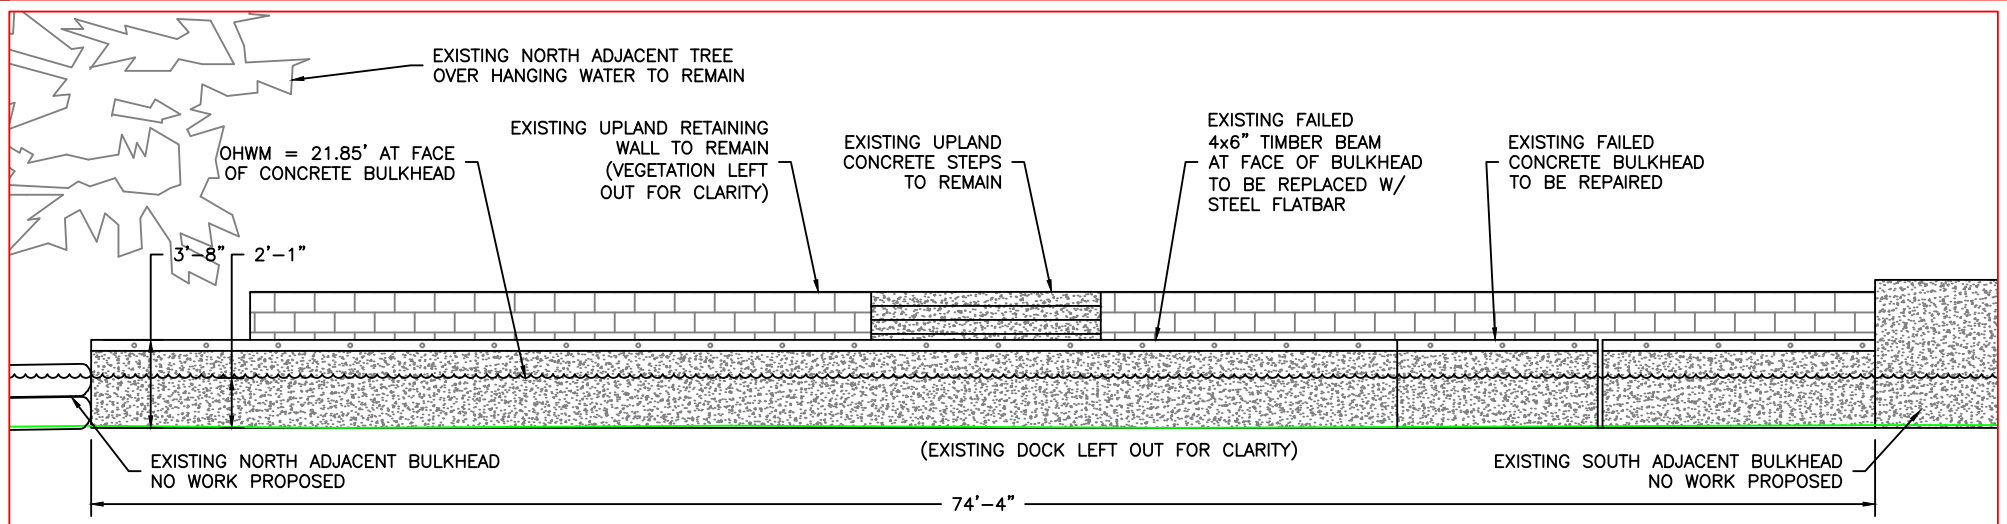 EXISTING NORTH ADJACENT TREE
OVER HANGING WATER TO REMAIN
OHWM = 21.85' AT FACE
OF CONCRETE BULKHEAD
EXISTING UPLAND RETAINING
WALL TO REMAIN
(VEGETATION LEFT
OUT FOR CLARITY)
EXISTING UPLAND
CONCRETE STEPS
TO REMAIN
EXISTING FAILED
4x6" TIMBER BEAM
AT FACE OF BULKHEAD
TO BE REPLACED W/
STEEL FLATBAR
EXISTING FAILED
CONCRETE BULKHEAD
TO BE REPAIRED
3'-8"
2'-1"
(EXISTING DOCK LEFT OUT FOR CLARITY)
EXISTING NORTH ADJACENT BULKHEAD
NO WORK PROPOSED
EXISTING SOUTH ADJACENT BULKHEAD
NO WORK PROPOSED
74'-4"